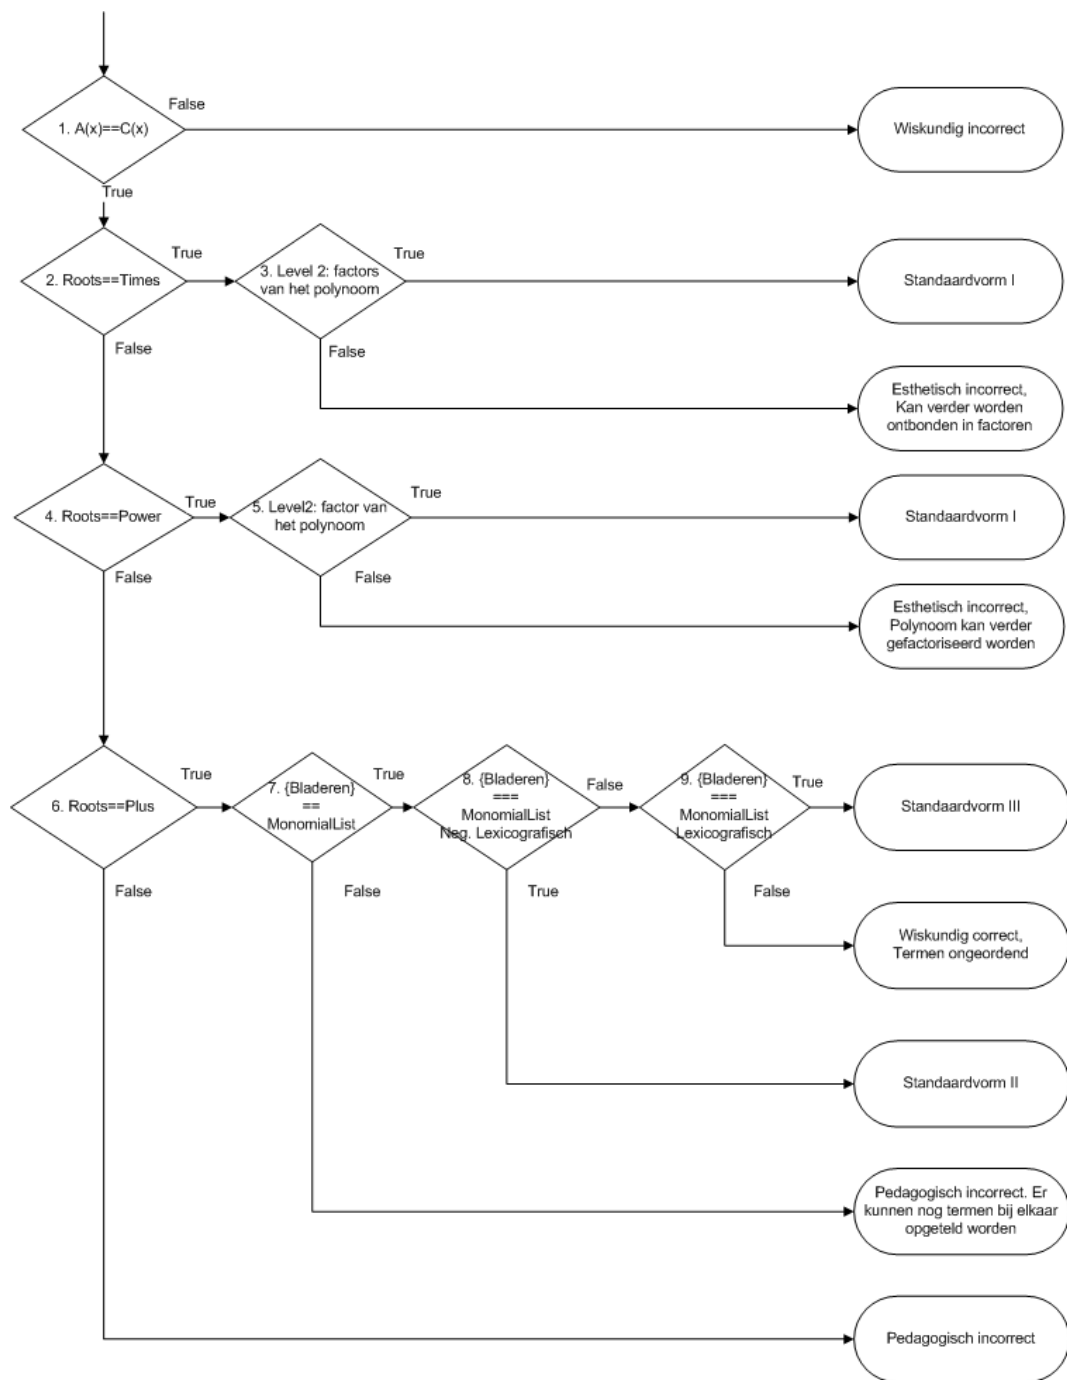 False
1. A(x)==C(x)
Wiskundig incorrect
True
True
True
2. Roots==Times
3. Level 2: factors
van het polynoom
Standaardvorm I
False
False
Esthetisch incorrect,
Kan verder worden
ontbonden in factoren
True
True
4. Roots==Power
5. Level2: factor van
het polynoom
Standaardvorm I
False
False
Esthetisch incorrect,
Polynoom kan verder
gefactoriseerd worden
True
True
False
True
6. Roots==Plus
7. {Bladeren}
==
MonomialList
8. {Bladeren}
===
MonomialList
Neg. Lexicografisch
9. {Bladeren}
===
MonomialList
Lexicografisch
Standaardvorm III
False
False
True
False
Wiskundig correct,
Termen ongeordend
Standaardvorm II
Pedagogisch incorrect. Er
kunnen nog termen bij elkaar
opgeteld worden
Pedagogisch incorrect